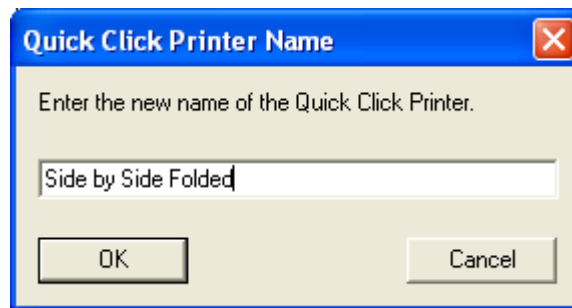 Quick Click Printer Name
Enter the new name of the Quick Click Printer.
Side by Side Folded
OK Cancel